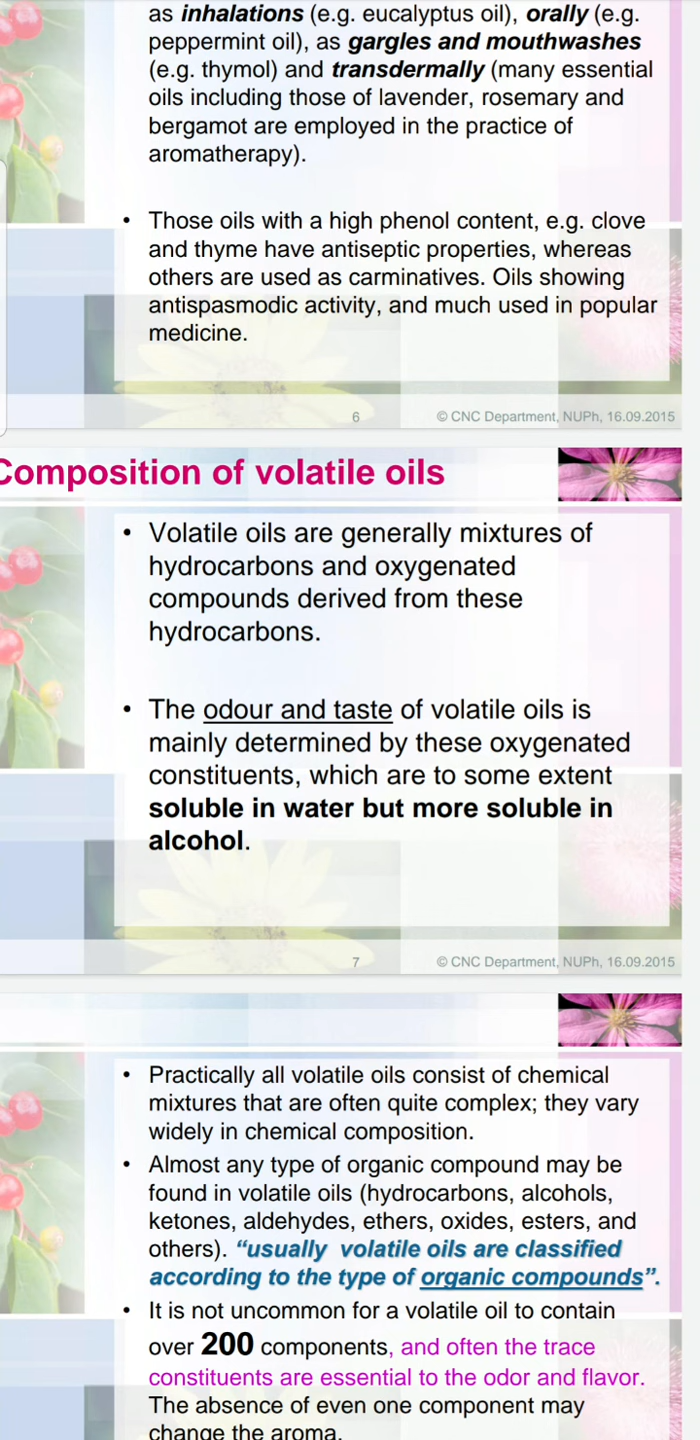 as inhalations (e.g. eucalyptus oil), orally (e.g.
peppermint oil), as gargles and mouthwashes
(e.g. thymol) and transdermally (many essential
oils including those of lavender, rosemary and
bergamot are employed in the practice of
aromatherapy).
• Those oils with a high phenol content, e.g. clove
and thyme have antiseptic properties, whereas
others are used as carminatives. Oils showing
antispasmodic activity, and much used in popular
medicine.
6 © CNC Department, NUPh, 16.09.2015
Composition of volatile oils
• Volatile oils are generally mixtures of
hydrocarbons and oxygenated
compounds derived from these
hydrocarbons.
• The odour and taste of volatile oils is
mainly determined by these oxygenated
constituents, which are to some extent
soluble in water but more soluble in
alcohol.
7 © CNC Department, NUPh, 16.09.2015
• Practically all volatile oils consist of chemical
mixtures that are often quite complex; they vary
widely in chemical composition.
• Almost any type of organic compound may be
found in volatile oils (hydrocarbons, alcohols,
ketones, aldehydes, ethers, oxides, esters, and
others). “usually volatile oils are classified
according to the type of organic compounds”.
• It is not uncommon for a volatile oil to contain
over 200 components, and often the trace
constituents are essential to the odor and flavor.
The absence of even one component may
change the aroma.